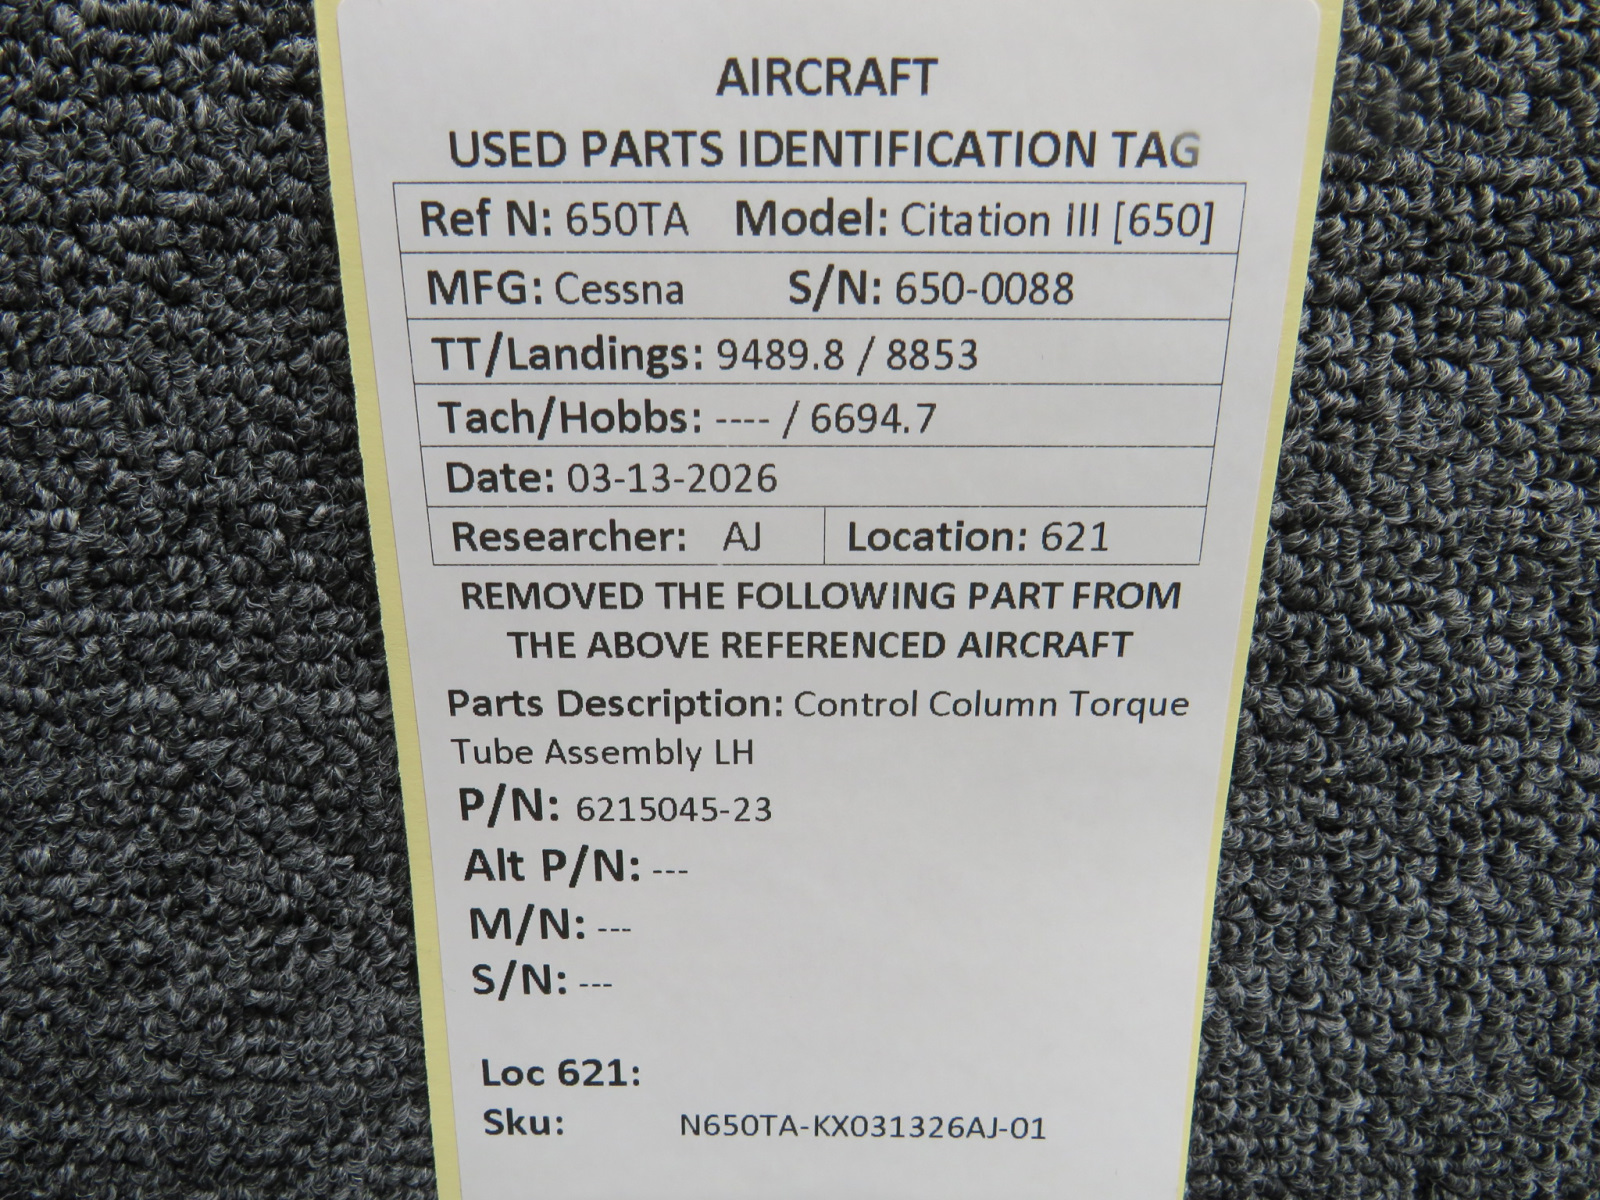 AIRCRAFT
USED PARTS IDENTIFICATION TAG
Ref N: 650TA Model: Citation III [650]
MFG: Cessna S/N: 650-0088
TT/Landings: 9489.8 / 8853
Tach/Hobbs: ---- / 6694.7
Date: 03-13-2026
Researcher: AJ Location: 621
REMOVED THE FOLLOWING PART FROM
THE ABOVE REFERENCED AIRCRAFT
Parts Description: Control Column Torque
Tube Assembly LH
P/N: 6215045-23
Alt P/N: ---
M/N: ---
S/N: ---
Loc 621:
Sku: N650TA-KX031326AJ-01